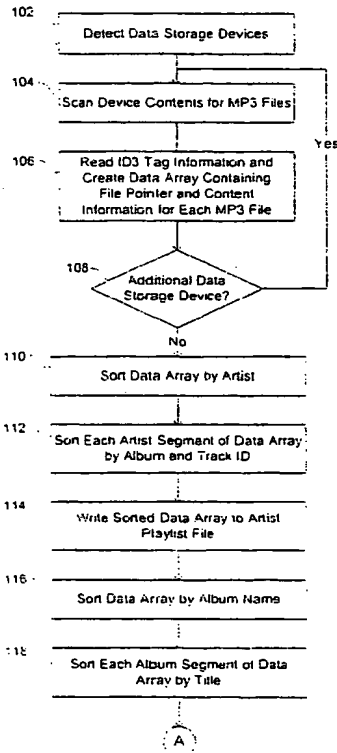 102
Detect Data Storage Devices
104
Scan Device Contents for MP3 Files
Yes
106
Read ID3 Tag Information and
Create Data Array Containing
File Pointer and Content
Information for Each MP3 File
108
Additional Data
Storage Device?
No
110
Sort Data Array by Artist
112
Sort Each Artist Segment of Data Array
by Album and Track ID
114
Write Sorted Data Array to Artist
Playlist File
116
Sort Data Array by Album Name
118
Sort Each Album Segment of Data
Array by Title
A